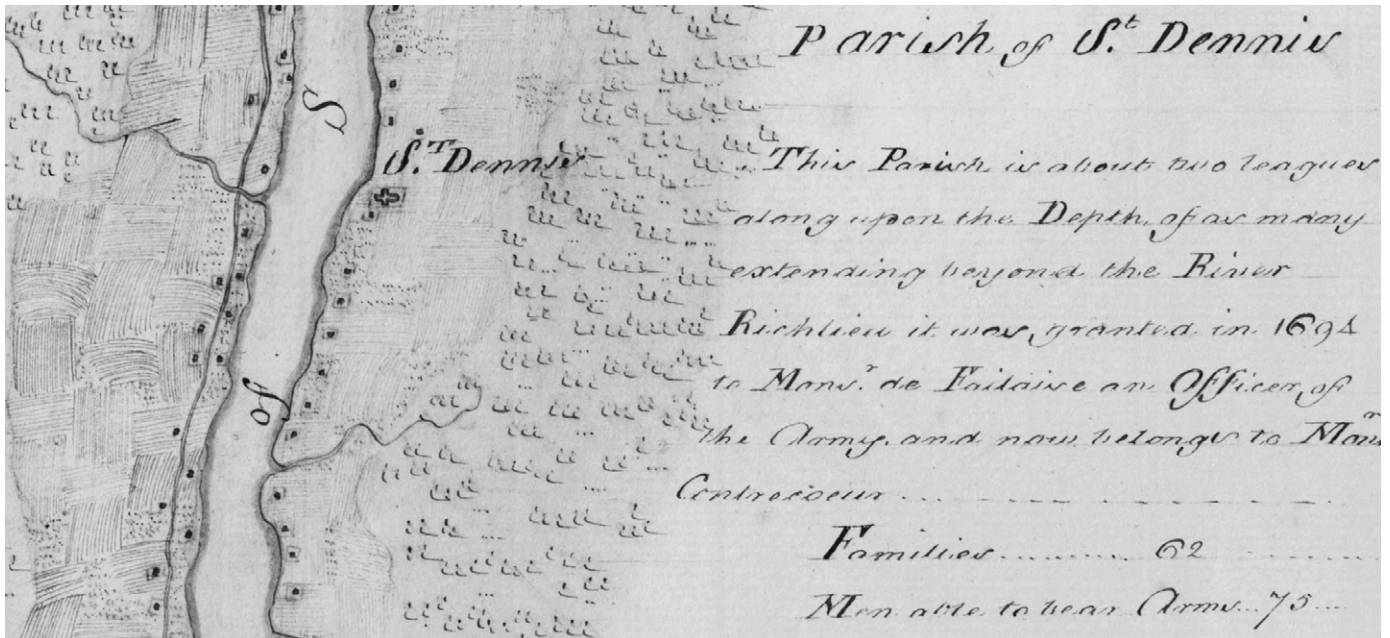 Parish of St. Dennis
St. Dennis
This Parish is about two leagues
along upon the Depth, of as many
extending beyond the River
Richlieu it was, granted in 1694
to Monsr. de Failaise an Officer, of
the Army, and now belongs to Monr
Contrecoeur
Families 62
Men able to bear Arms 75
S
of